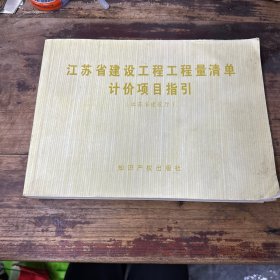 江苏省建设工程工程量清单
计价项目指引
知识产权出版社